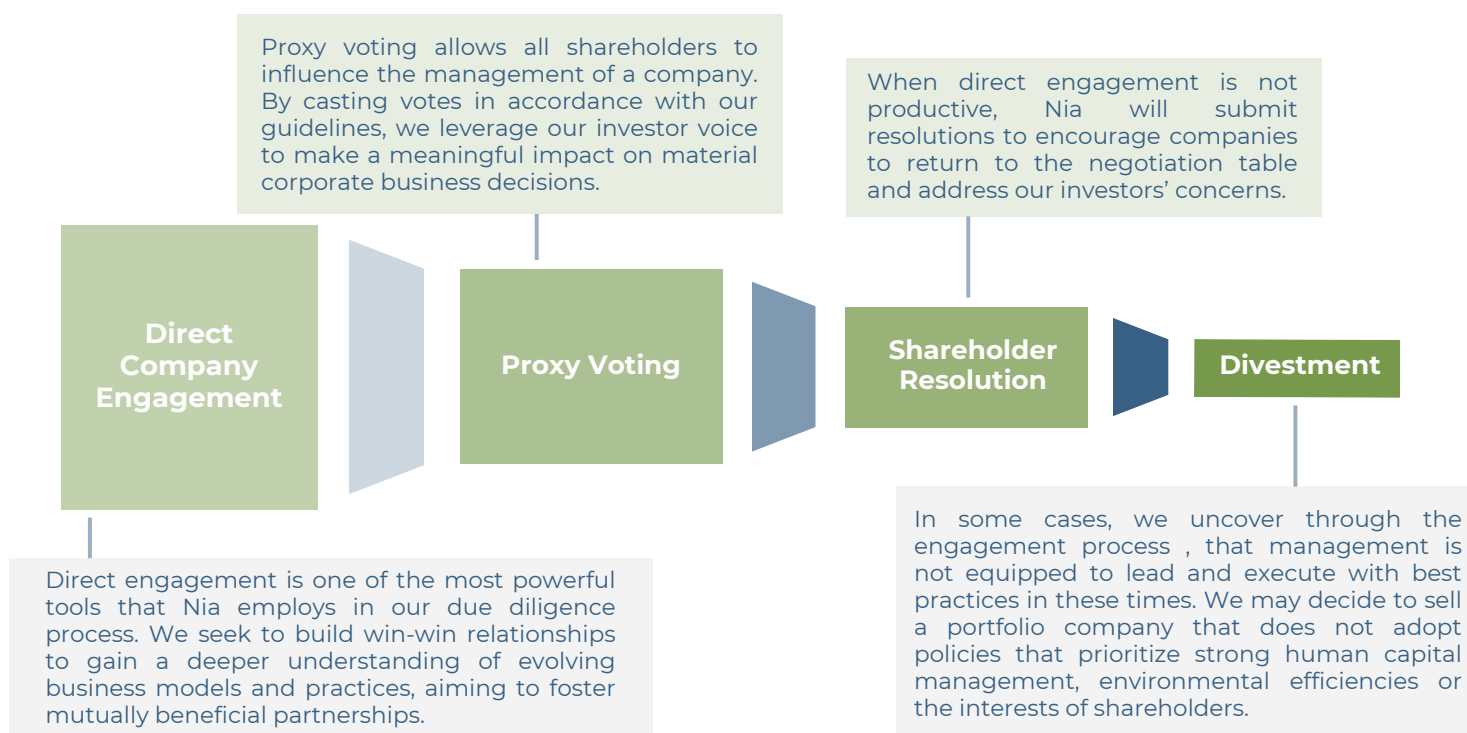 Proxy voting allows all shareholders to
influence the management of a company.
By casting votes in accordance with our
guidelines, we leverage our investor voice
to make a meaningful impact on material
corporate business decisions.
When direct engagement is not
productive, Nia will submit
resolutions to encourage companies
to return to the negotiation table
and address our investors’ concerns.
Direct
Company
Engagement
Proxy Voting
Shareholder
Resolution
Divestment
Direct engagement is one of the most powerful
tools that Nia employs in our due diligence
process. We seek to build win-win relationships
to gain a deeper understanding of evolving
business models and practices, aiming to foster
mutually beneficial partnerships.
In some cases, we uncover through the
engagement process , that management is
not equipped to lead and execute with best
practices in these times. We may decide to sell
a portfolio company that does not adopt
policies that prioritize strong human capital
management, environmental efficiencies or
the interests of shareholders.